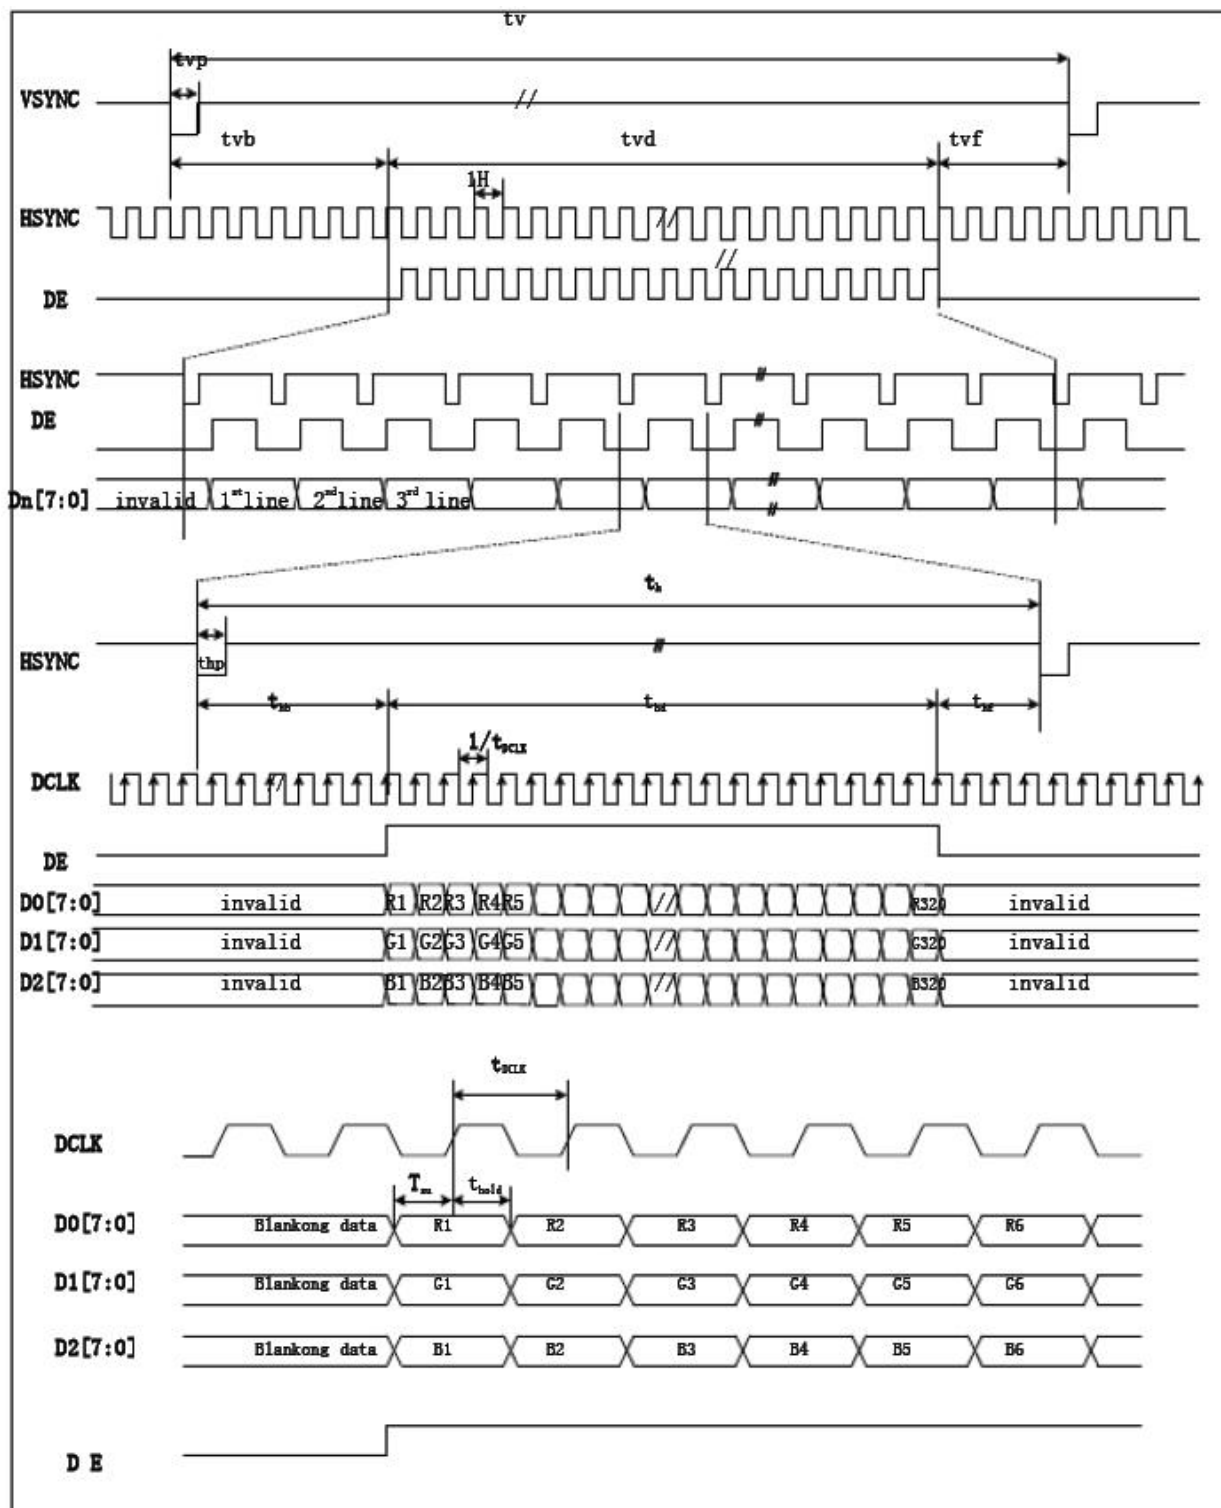 tv
tvp
VSYNC //
tvb tvd tvf
1H
HSYNC //
//
DE
HSYNC //
DE //
//
Dn[7:0] invalid 1st line 2nd line 3rd line
//
th
HSYNC thp //
thb thd thf
1/tDCLK
DCLK //
DE
D0[7:0] invalid R1 R2 R3 R4 R5 // R320 invalid
D1[7:0] invalid G1 G2 G3 G4 G5 // G320 invalid
D2[7:0] invalid B1 B2 B3 B4 B5 // B320 invalid
tDCLK
DCLK
Tsu thold
D0[7:0] Blankong data R1 R2 R3 R4 R5 R6
D1[7:0] Blankong data G1 G2 G3 G4 G5 G6
D2[7:0] Blankong data B1 B2 B3 B4 B5 B6
D E